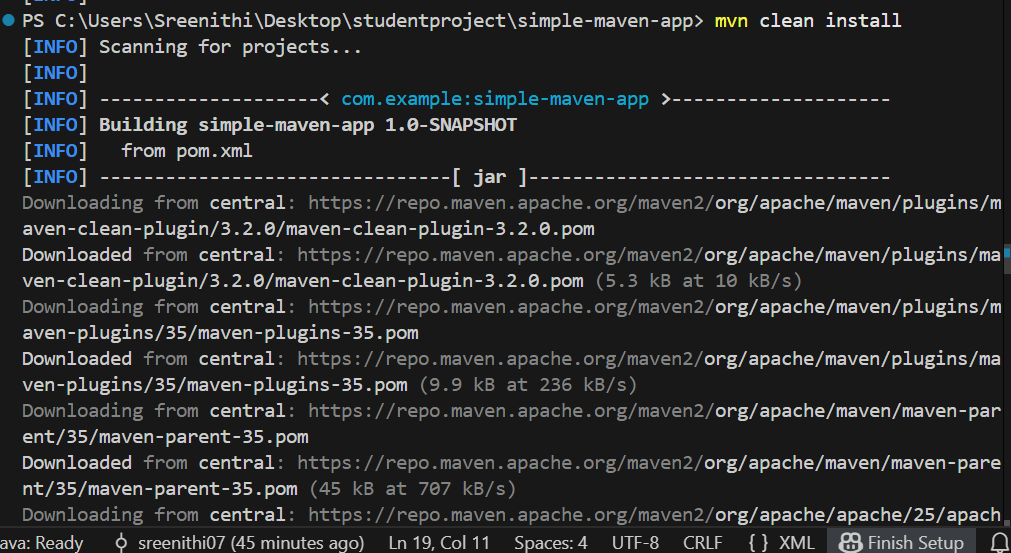 PS C:\Users\Sreenithi\Desktop\studentproject\simple-maven-app> mvn clean install
[INFO] Scanning for projects...
[INFO]
[INFO] --------------------< com.example:simple-maven-app >--------------------
[INFO] Building simple-maven-app 1.0-SNAPSHOT
[INFO]   from pom.xml
[INFO] --------------------------------[ jar ]---------------------------------
Downloading from central: https://repo.maven.apache.org/maven2/org/apache/maven/plugins/m
aven-clean-plugin/3.2.0/maven-clean-plugin-3.2.0.pom
Downloaded from central: https://repo.maven.apache.org/maven2/org/apache/maven/plugins/ma
ven-clean-plugin/3.2.0/maven-clean-plugin-3.2.0.pom (5.3 kB at 10 kB/s)
Downloading from central: https://repo.maven.apache.org/maven2/org/apache/maven/plugins/m
aven-plugins/35/maven-plugins-35.pom
Downloaded from central: https://repo.maven.apache.org/maven2/org/apache/maven/plugins/ma
ven-plugins/35/maven-plugins-35.pom (9.9 kB at 236 kB/s)
Downloading from central: https://repo.maven.apache.org/maven2/org/apache/maven/maven-par
ent/35/maven-parent-35.pom
Downloaded from central: https://repo.maven.apache.org/maven2/org/apache/maven/maven-pare
nt/35/maven-parent-35.pom (45 kB at 707 kB/s)
Downloading from central: https://repo.maven.apache.org/maven2/org/apache/apache/25/apach
ava: Ready sreenithi07 (45 minutes ago) Ln 19, Col 11 Spaces: 4 UTF-8 CRLF { } XML Finish Setup